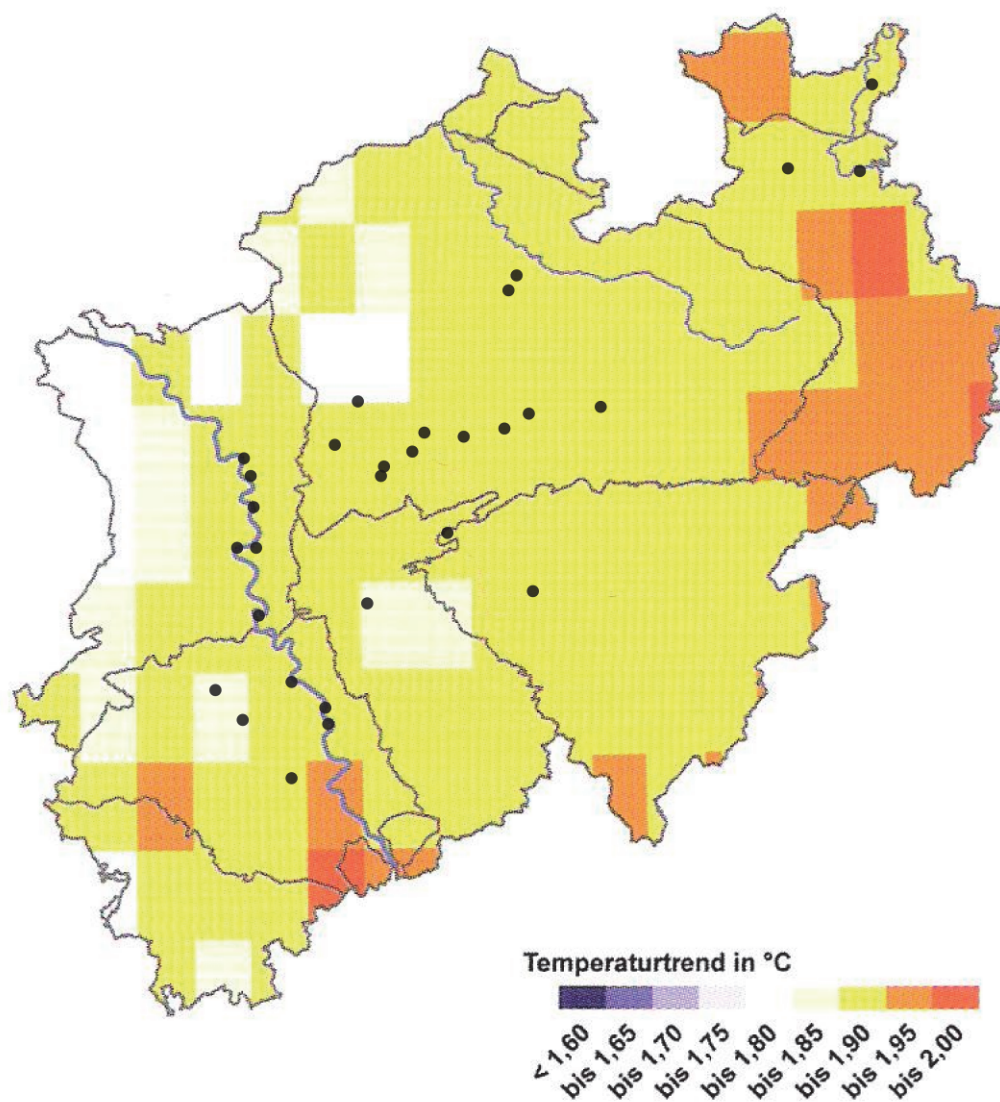 Temperaturtrend in °C
< 1,60
bis 1,65
bis 1,70
bis 1,75
bis 1,80
bis 1,85
bis 1,90
bis 1,95
bis 2,00